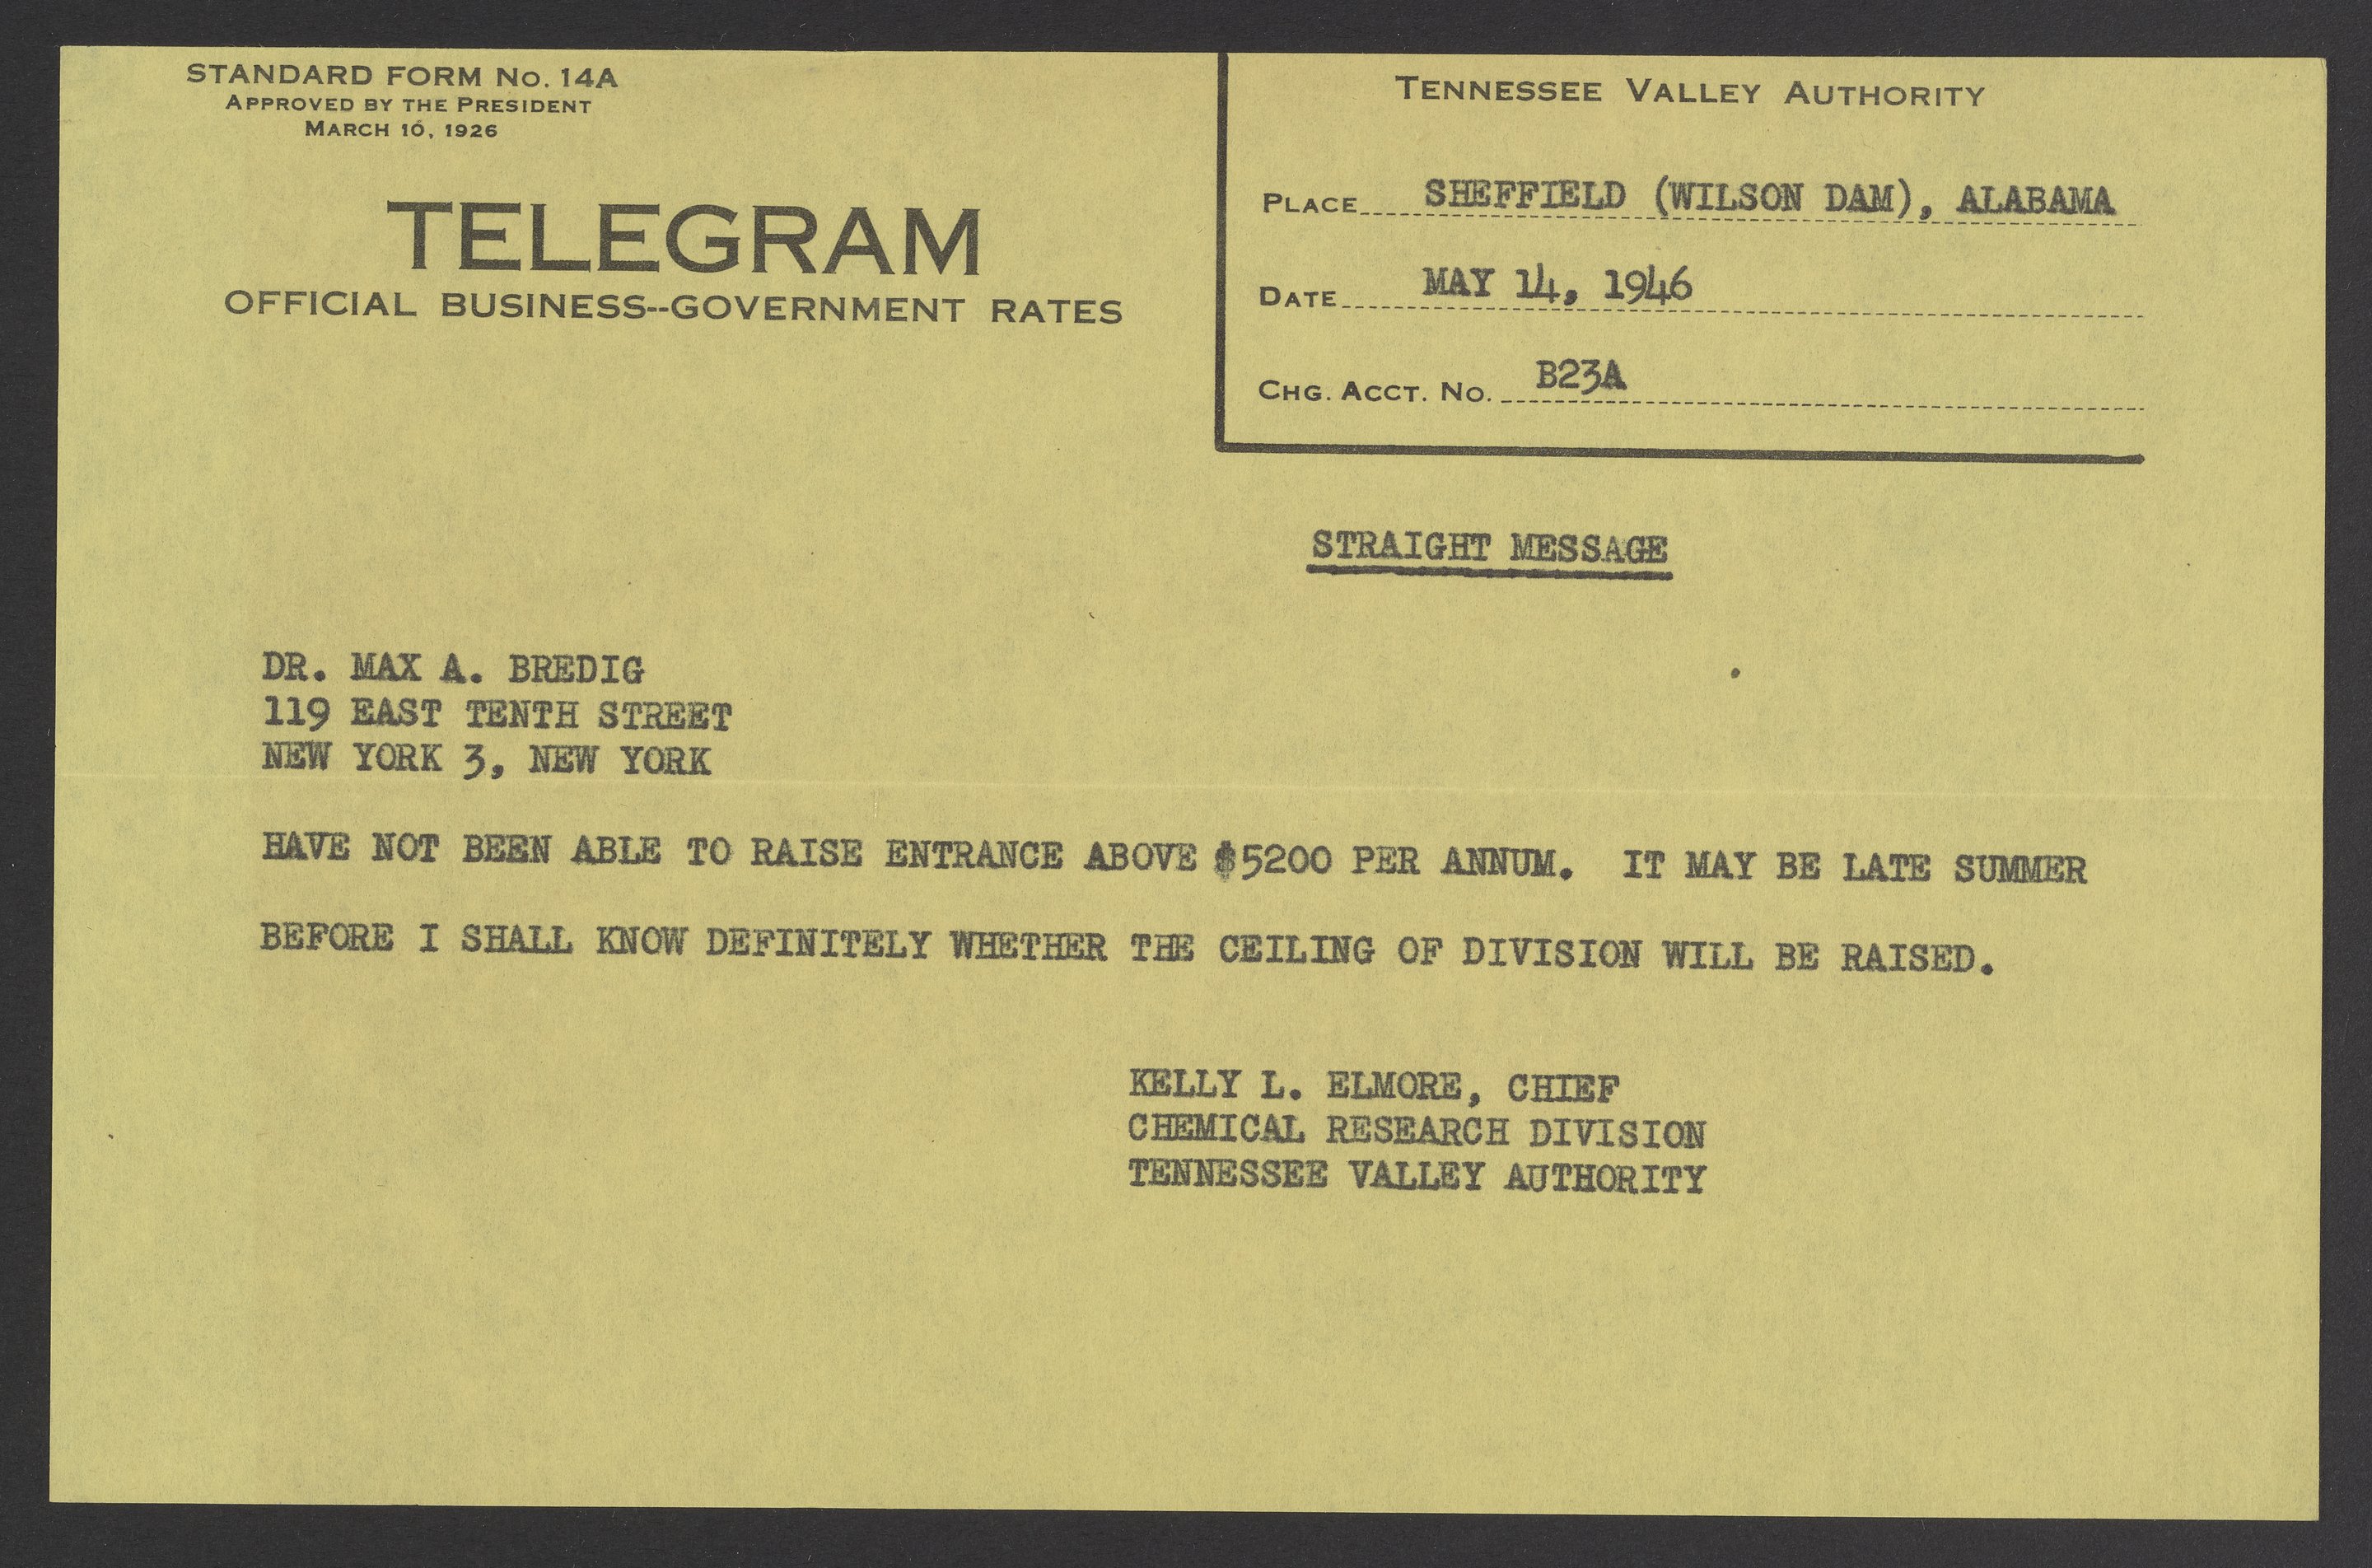 STANDARD FORM No. 14A
APPROVED BY THE PRESIDENT
MARCH 10, 1926
TELEGRAM
OFFICIAL BUSINESS--GOVERNMENT RATES
TENNESSEE VALLEY AUTHORITY
PLACE SHEFFIELD (WILSON DAM), ALABAMA
DATE MAY 14, 1946
CHG. ACCT. No. B23A
STRAIGHT MESSAGE
DR. MAX A. BREDIG
119 EAST TENTH STREET
NEW YORK 3, NEW YORK
HAVE NOT BEEN ABLE TO RAISE ENTRANCE ABOVE $5200 PER ANNUM. IT MAY BE LATE SUMMER
BEFORE I SHALL KNOW DEFINITELY WHETHER THE CEILING OF DIVISION WILL BE RAISED.
KELLY L. ELMORE, CHIEF
CHEMICAL RESEARCH DIVISION
TENNESSEE VALLEY AUTHORITY